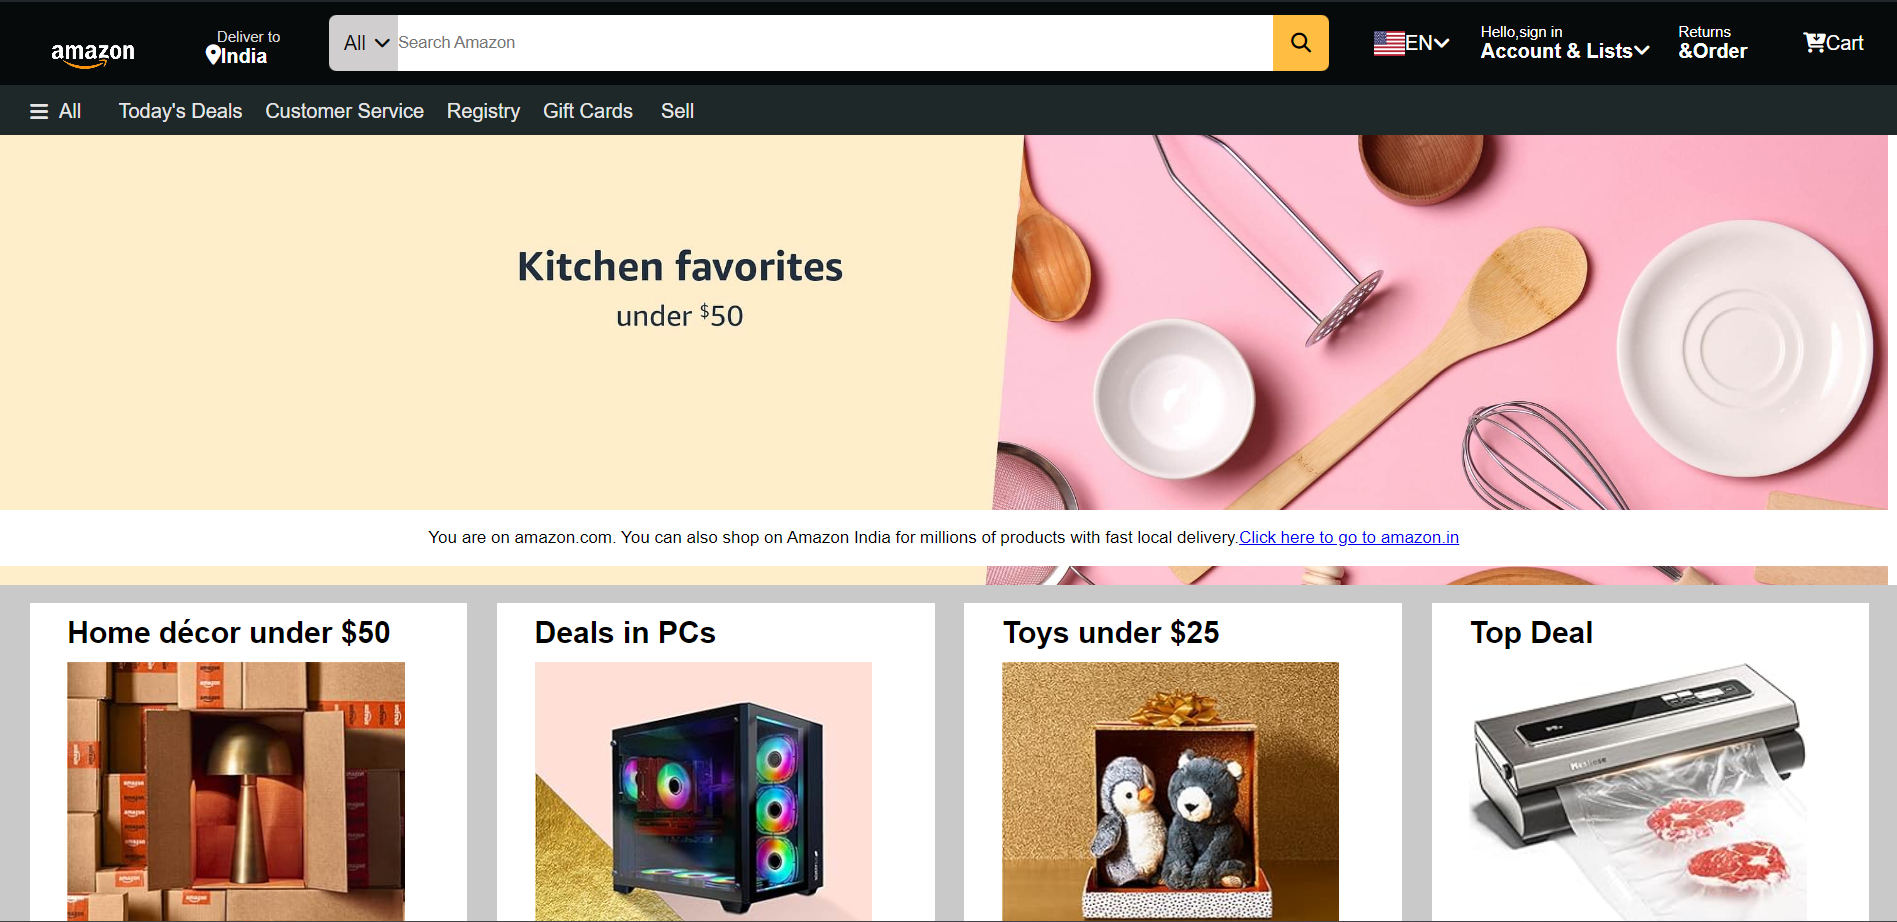 amazon
Deliver to
India
All
Search Amazon
EN
Hello,sign in
Account & Lists
Returns
&Order
Cart
All Today's Deals Customer Service Registry Gift Cards Sell
Kitchen favorites
under $50
You are on amazon.com. You can also shop on Amazon India for millions of products with fast local delivery.Click here to go to amazon.in
Home décor under $50
Deals in PCs
Toys under $25
Top Deal